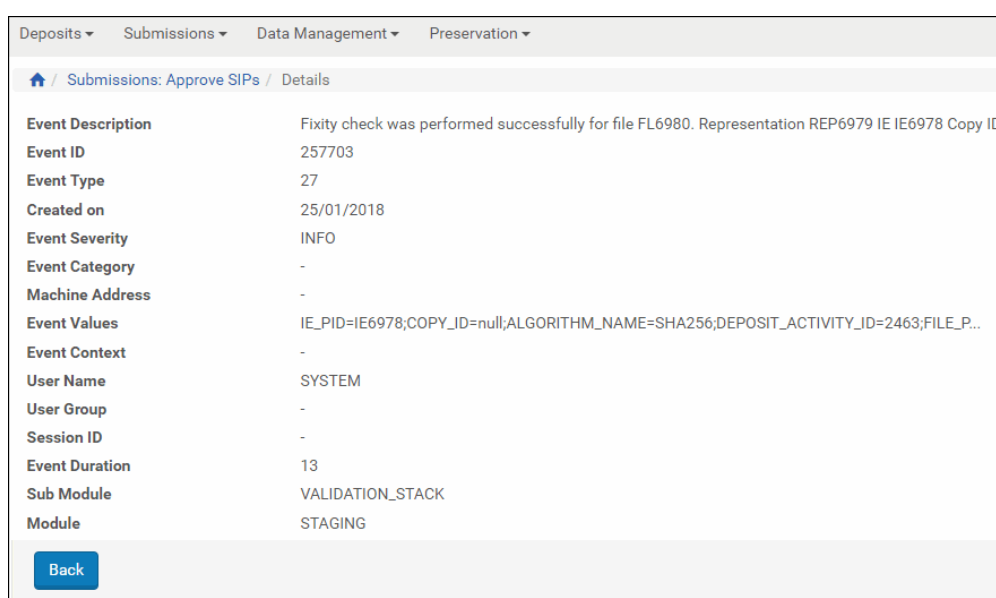 Deposits Submissions Data Management Preservation
/ Submissions: Approve SIPs / Details
Event Description Fixity check was performed successfully for file FL6980. Representation REP6979 IE IE6978 Copy ID
Event ID 257703
Event Type 27
Created on 25/01/2018
Event Severity INFO
Event Category -
Machine Address -
Event Values IE_PID=IE6978;COPY_ID=null;ALGORITHM_NAME=SHA256;DEPOSIT_ACTIVITY_ID=2463;FILE_P...
Event Context -
User Name SYSTEM
User Group -
Session ID -
Event Duration 13
Sub Module VALIDATION_STACK
Module STAGING
Back